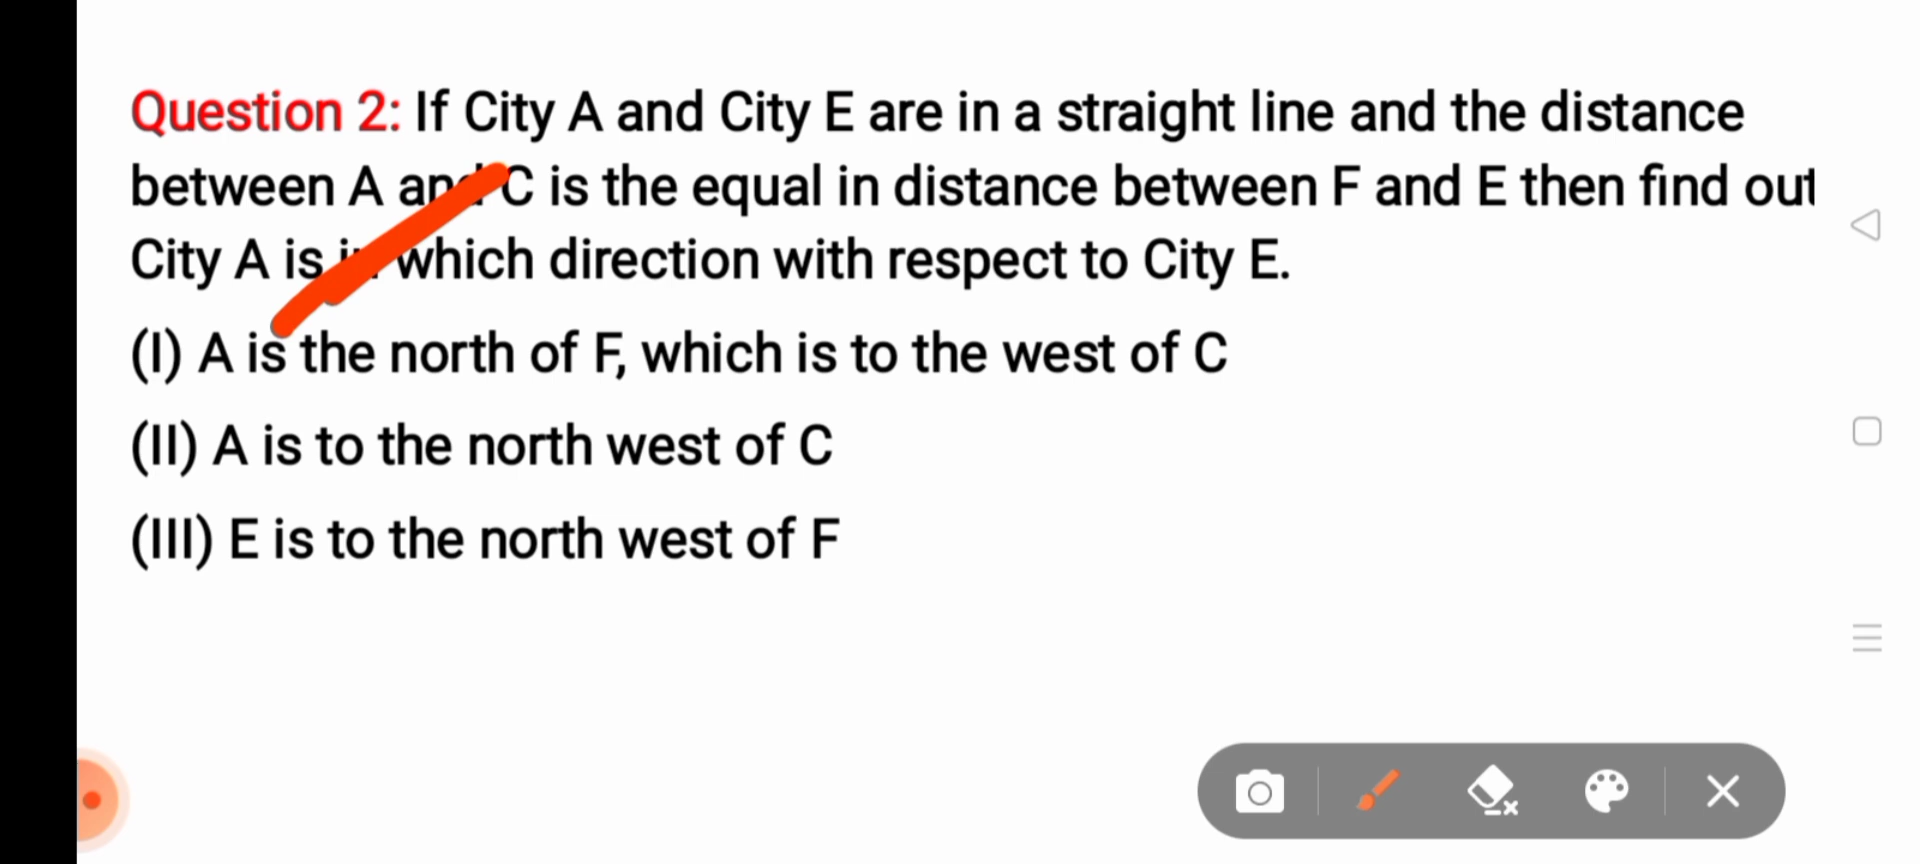 Question 2: If City A and City E are in a straight line and the distance
between A and C is the equal in distance between F and E then find out
City A is in which direction with respect to City E.
(I) A is the north of F, which is to the west of C
(II) A is to the north west of C
(III) E is to the north west of F